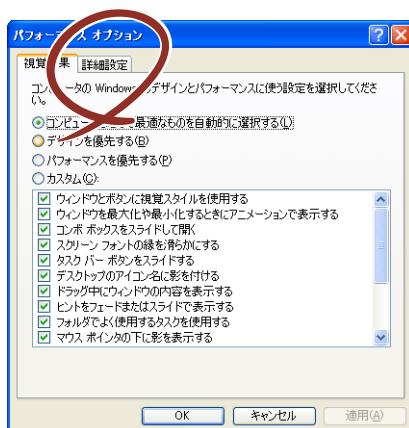 パフォーマンス オプション
視覚効果 詳細設定
コンピュータの Windows のデザインとパフォーマンスに使う設定を選択してくださ
い。
コンピュータに応じて最適なものを自動的に選択する(L)
デザインを優先する(B)
パフォーマンスを優先する(P)
カスタム(C):
ウィンドウとボタンに視覚スタイルを使用する
ウィンドウを最大化や最小化するときにアニメーションで表示する
コンボ ボックスをスライドして開く
スクリーン フォントの縁を滑らかにする
タスク バー ボタンをスライドする
デスクトップのアイコン名に影を付ける
ドラッグ中にウィンドウの内容を表示する
ヒントをフェードまたはスライドで表示する
フォルダでよく使用するタスクを使用する
マウス ポインタの下に影を表示する
OK キャンセル 適用(A)